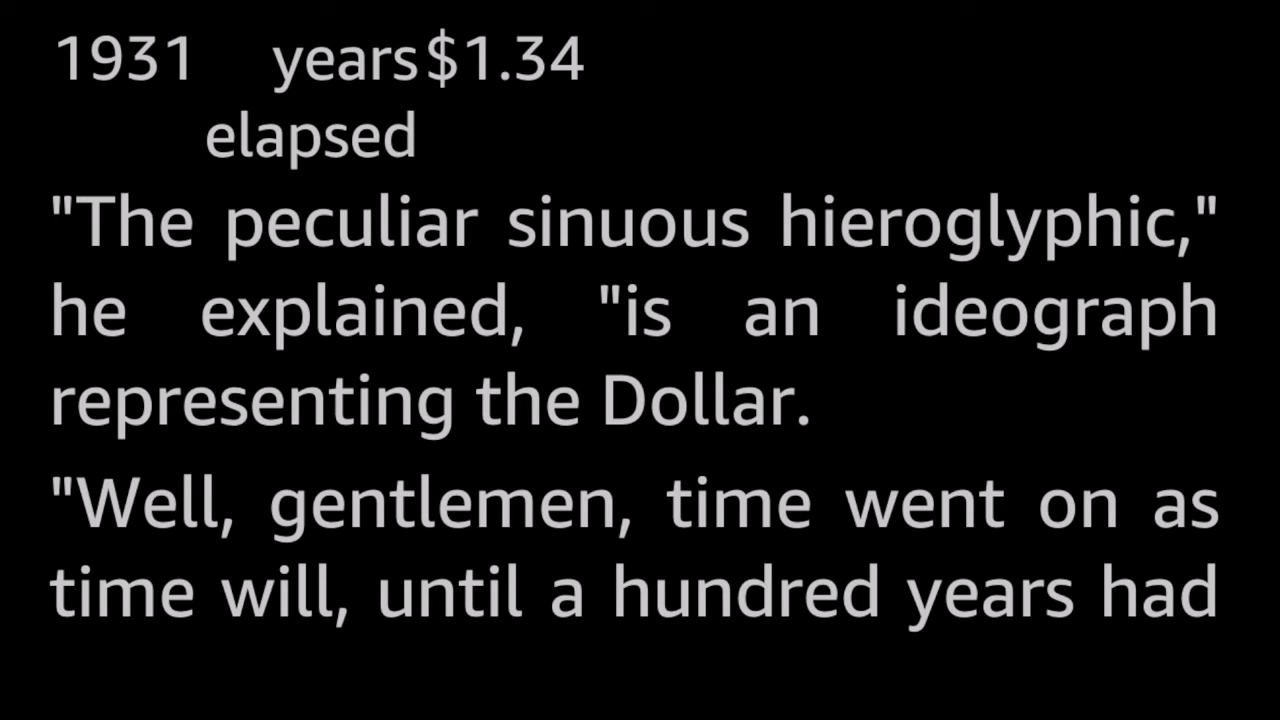 1931 years $1.34
elapsed
"The peculiar sinuous hieroglyphic,"
he explained, "is an ideograph
representing the Dollar.
"Well, gentlemen, time went on as
time will, until a hundred years had